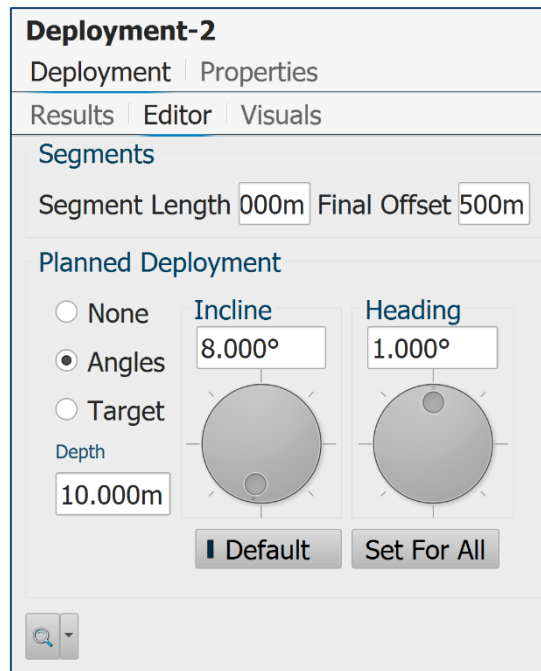 Deployment-2
Deployment Properties
Results Editor Visuals
Segments
Segment Length 000m Final Offset 500m
Planned Deployment
None
Angles
Target
Depth
10.000m
Incline
8.000°
Default
Heading
1.000°
Set For All